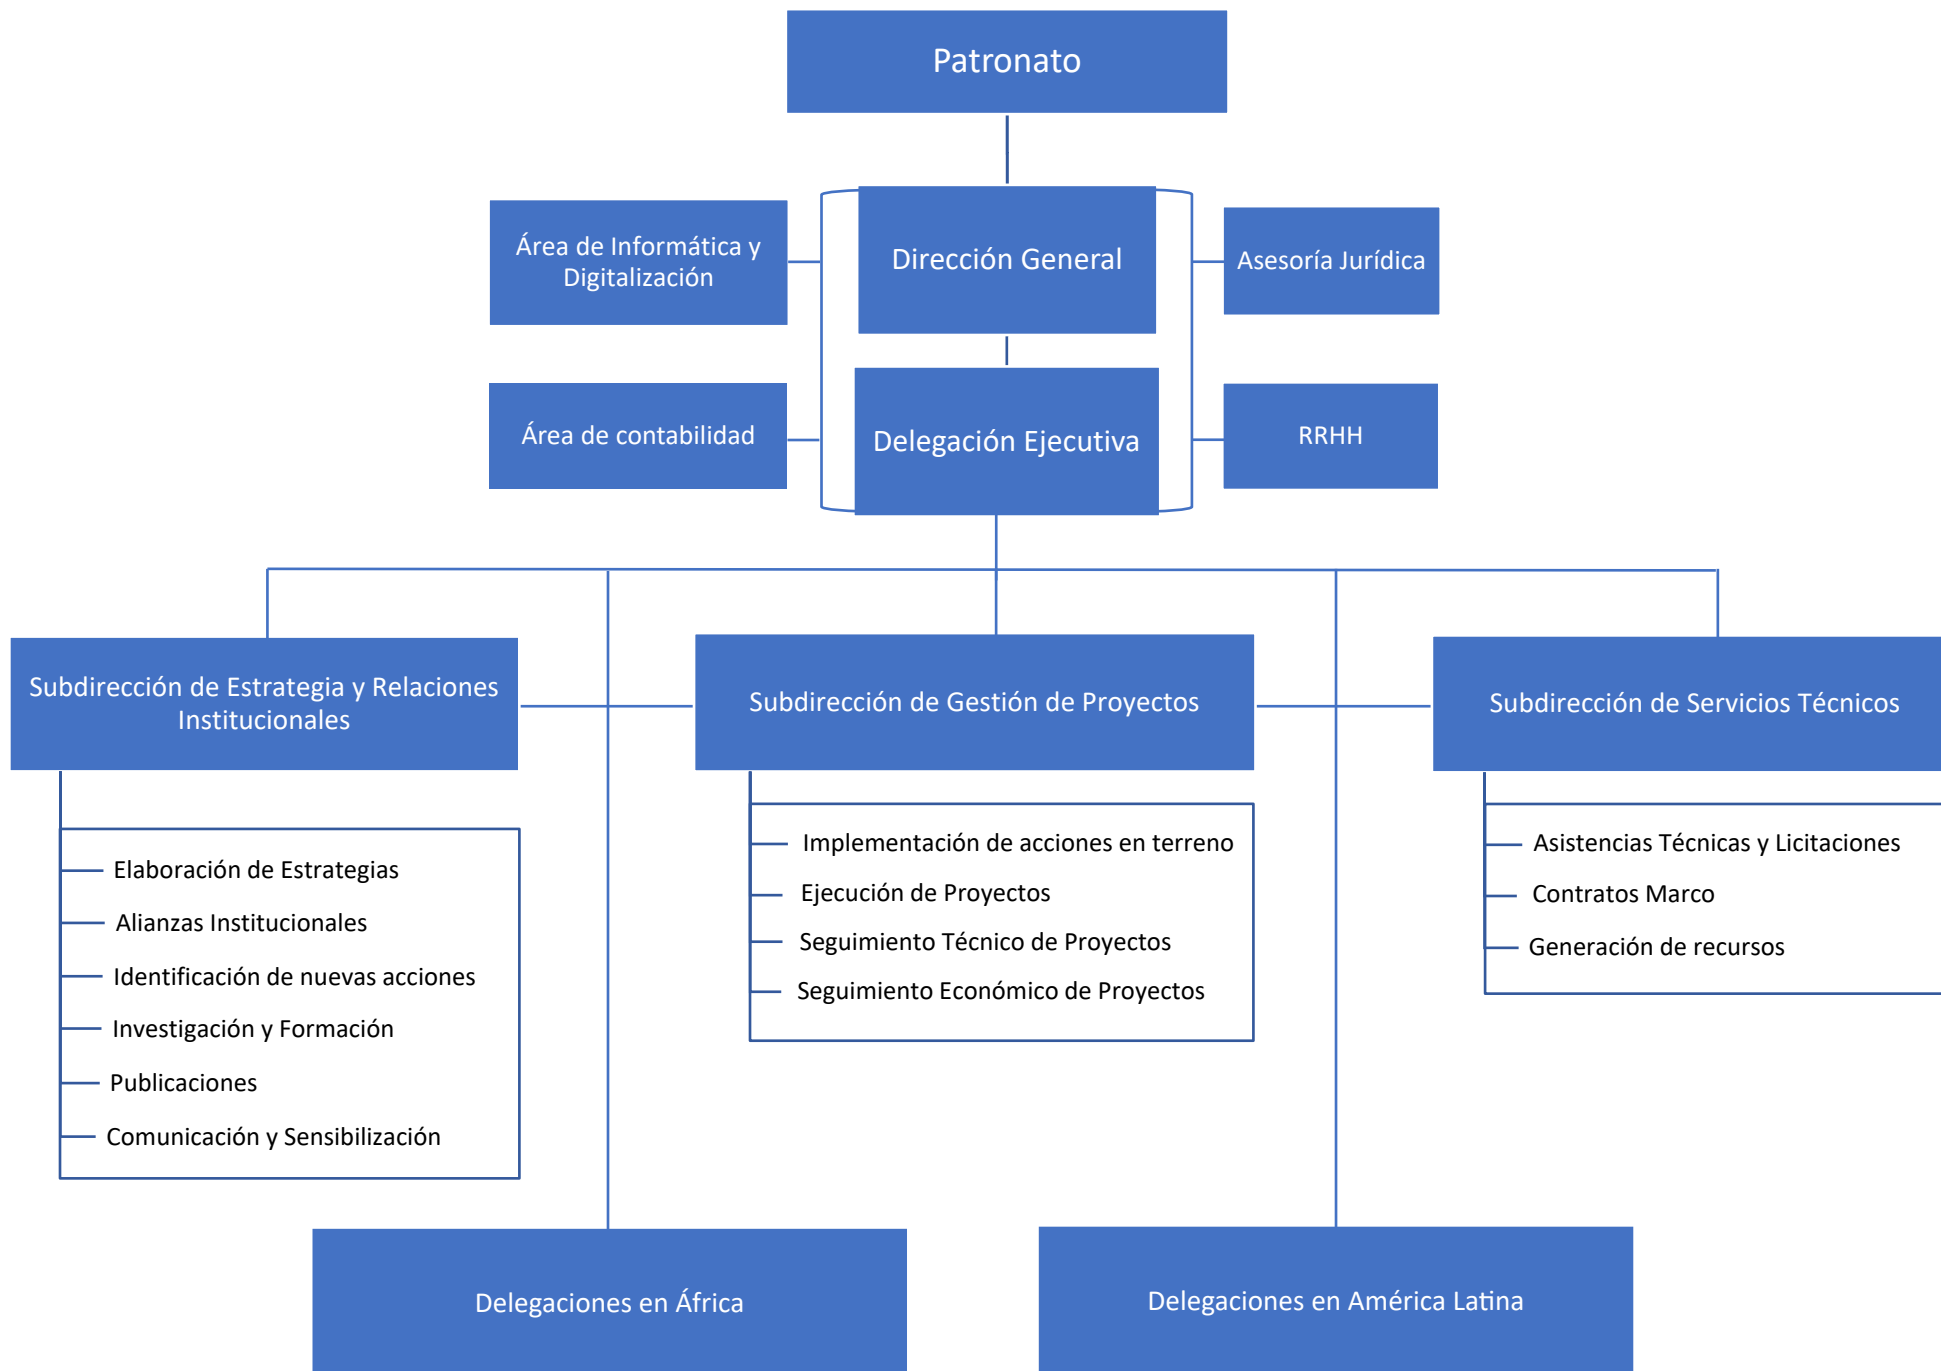 Patronato
Área de Informática y
Digitalización
Dirección General
Asesoría Jurídica
Área de contabilidad
Delegación Ejecutiva
RRHH
Subdirección de Estrategia y Relaciones
Institucionales
Subdirección de Gestión de Proyectos
Subdirección de Servicios Técnicos
Elaboración de Estrategias
Alianzas Institucionales
Identificación de nuevas acciones
Investigación y Formación
Publicaciones
Comunicación y Sensibilización
Implementación de acciones en terreno
Ejecución de Proyectos
Seguimiento Técnico de Proyectos
Seguimiento Económico de Proyectos
Asistencias Técnicas y Licitaciones
Contratos Marco
Generación de recursos
Delegaciones en África
Delegaciones en América Latina